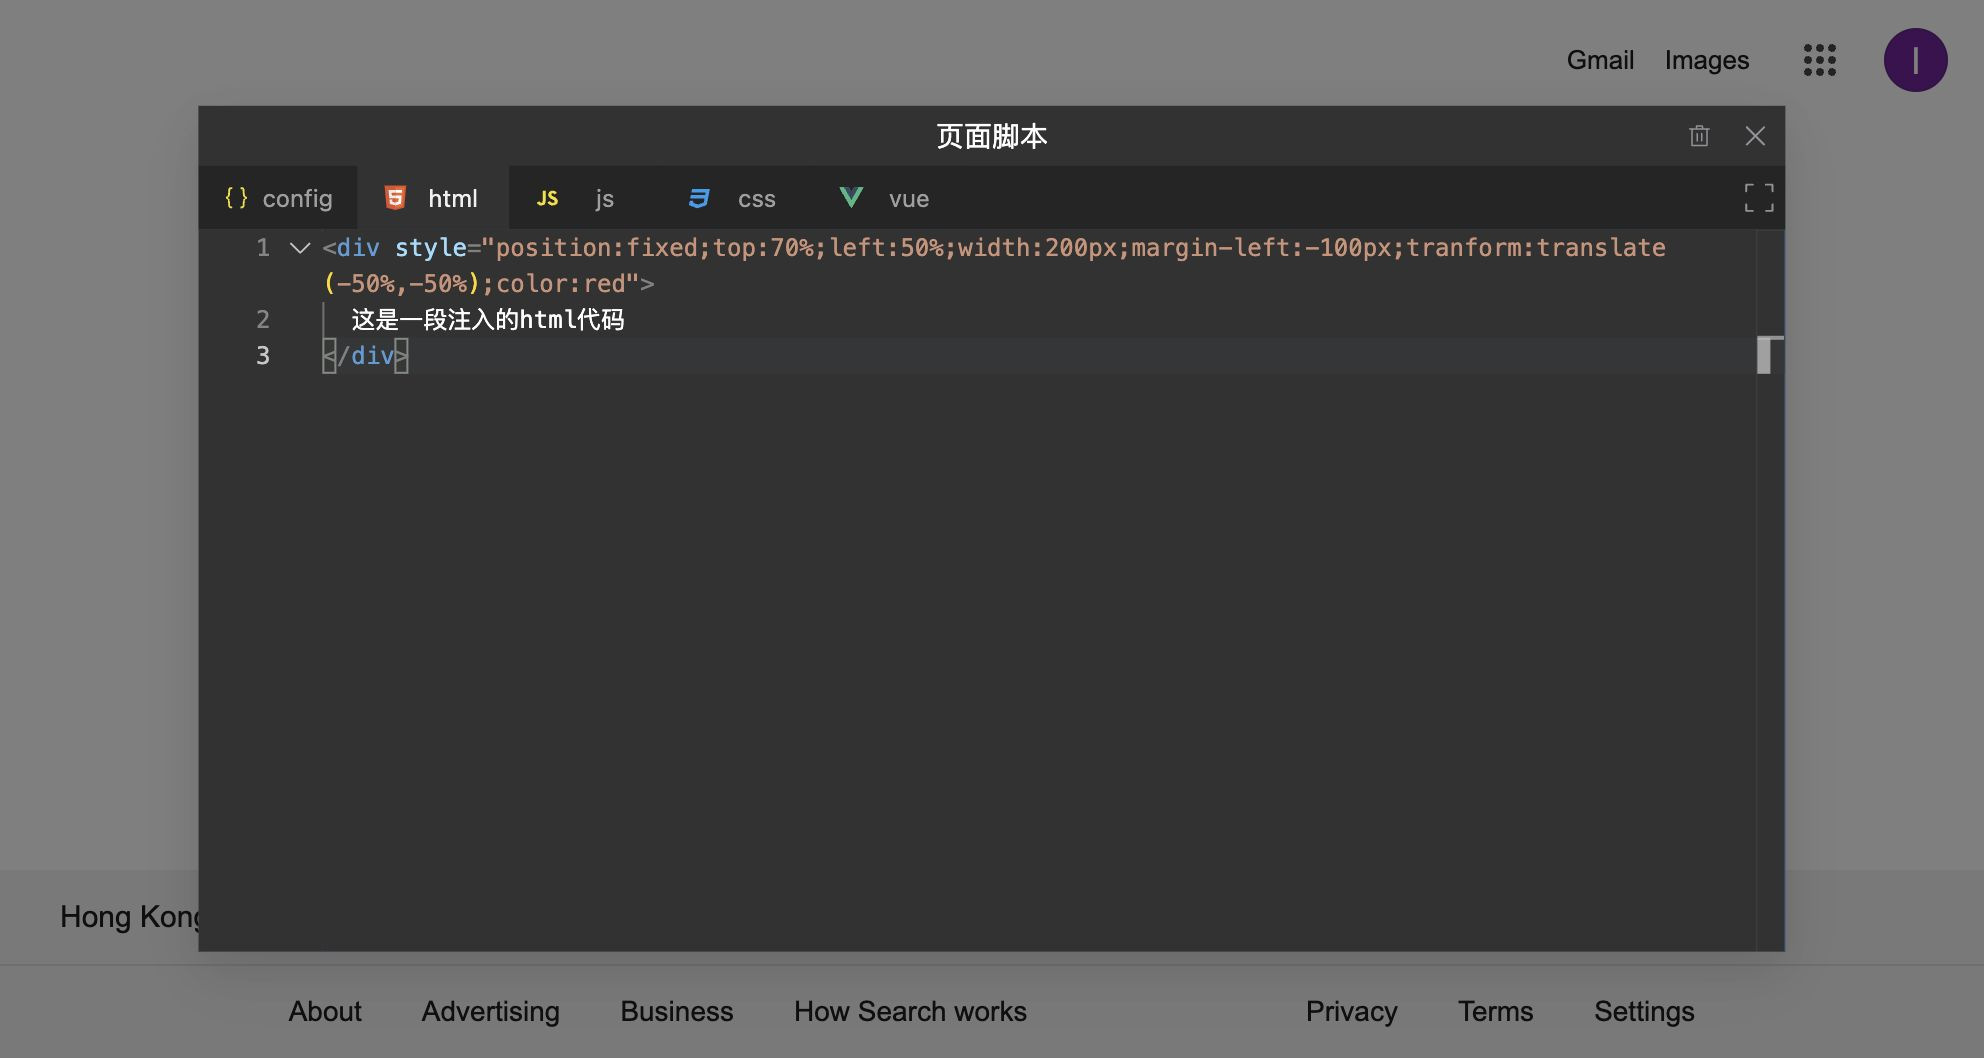 Gmail Images
I
页面脚本
{ } config html JS js css vue
1 <div style="position:fixed;top:70%;left:50%;width:200px;margin-left:-100px;tranform:translate
(-50%,-50%);color:red">
2 这是一段注入的html代码
3 </div>
Hong Kong
About Advertising Business How Search works Privacy Terms Settings